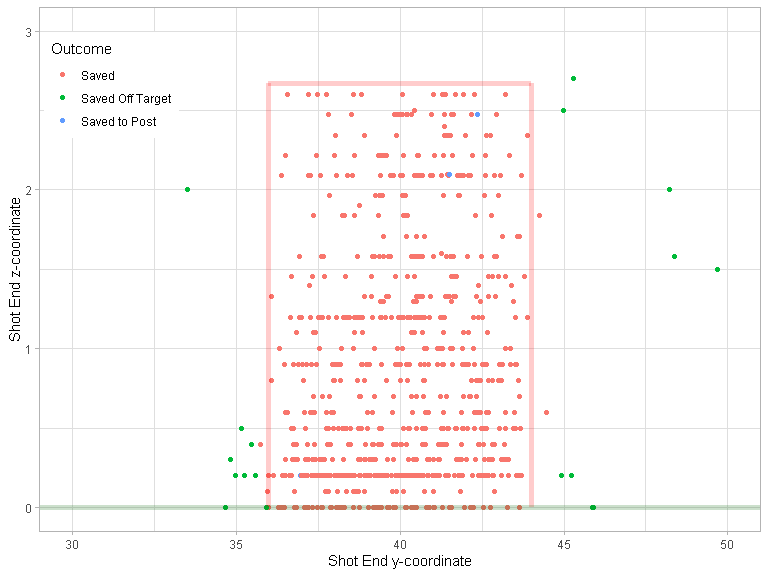 3
Outcome
Saved
Saved Off Target
Saved to Post
2
Shot End z-coordinate
1
0
30 35 40 45 50
Shot End y-coordinate